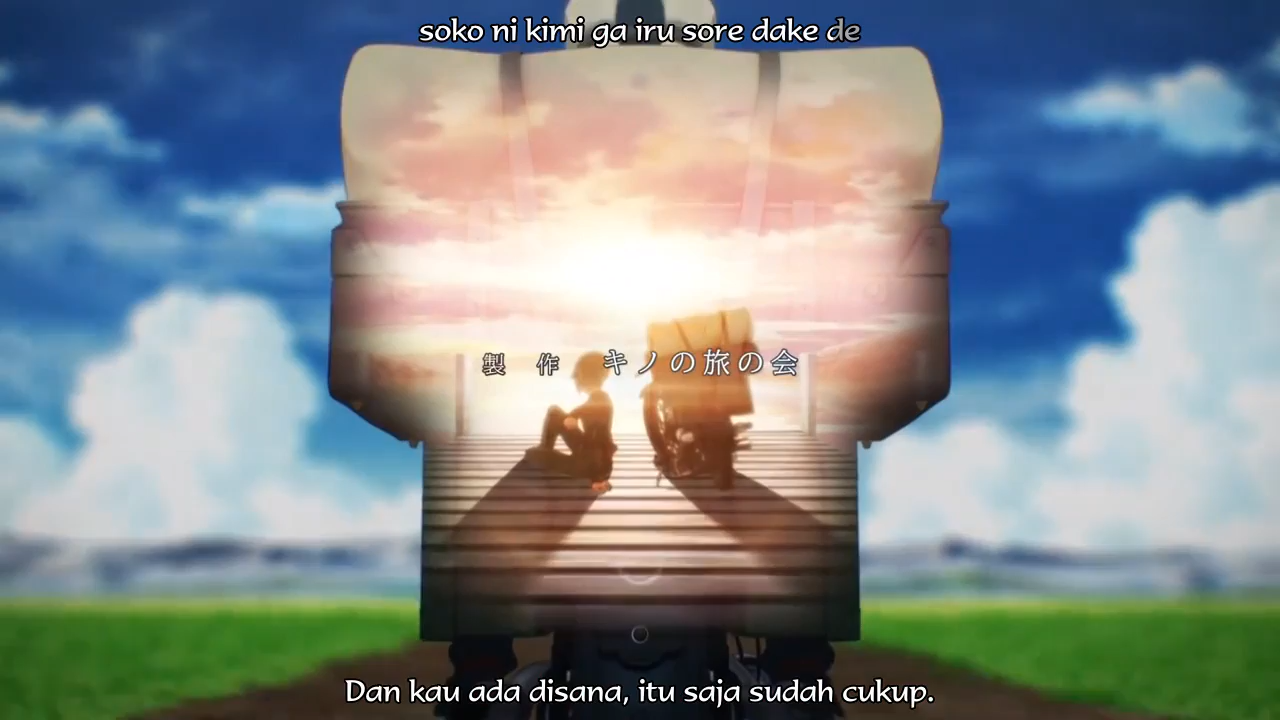 soko ni kimi ga iru sore dake de
製 作 キノの旅の会
Dan kau ada disana, itu saja sudah cukup.